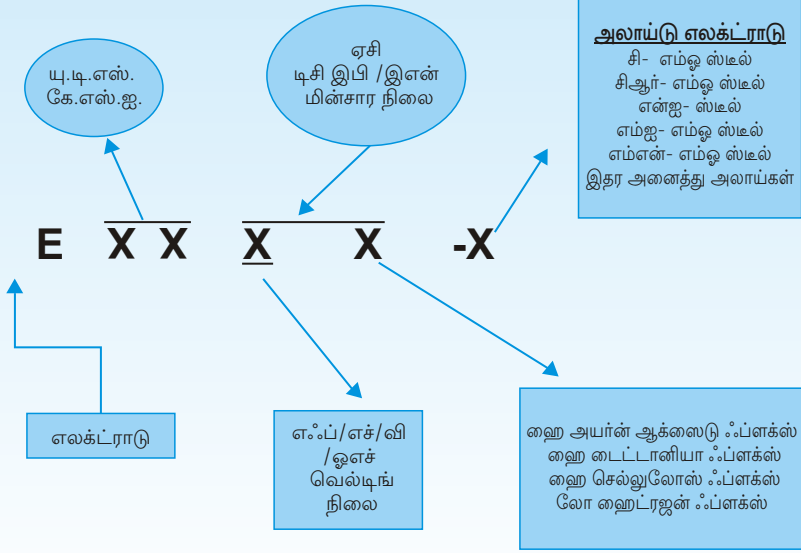 யு.டி.எஸ்.
கே.எஸ்.ஐ.
ஏசி
டிசி இபி /இஎன்
மின்சார நிலை
அலாய்டு எலக்ட்ராடு
சி- எம்ஓ ஸ்டீல்
சிஆர்- எம்ஓ ஸ்டீல்
என்ஐ- ஸ்டீல்
எம்ஐ- எம்ஓ ஸ்டீல்
எம்என்- எம்ஓ ஸ்டீல்
இதர அனைத்து அலாய்கள்
E X X X X -X
எலக்ட்ராடு
எஃப்/எச்/வி
/ஓஎச்
வெல்டிங்
நிலை
ஹை அயர்ன் ஆக்ஸைடு ஃப்ளக்ஸ்
ஹை டைட்டானியா ஃப்ளக்ஸ்
ஹை செல்லுலோஸ் ஃப்ளக்ஸ்
லோ ஹைட்ரஜன் ஃப்ளக்ஸ்